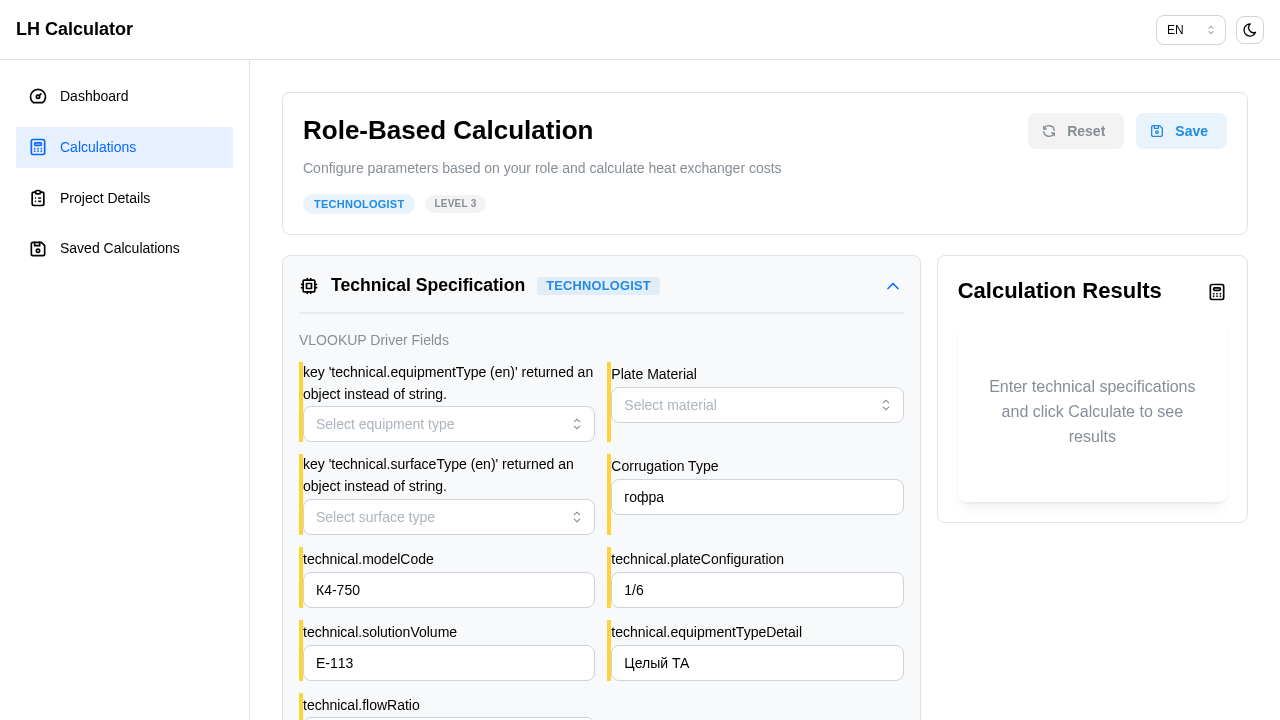 LH Calculator
EN
Dashboard
Calculations
Project Details
Saved Calculations
Role-Based Calculation
Reset
Save
Configure parameters based on your role and calculate heat exchanger costs
TECHNOLOGIST
LEVEL 3
Technical Specification
TECHNOLOGIST
VLOOKUP Driver Fields
key 'technical.equipmentType (en)' returned an
object instead of string.
Select equipment type
Plate Material
Select material
key 'technical.surfaceType (en)' returned an
object instead of string.
Select surface type
Corrugation Type
гофра
technical.modelCode
К4-750
technical.plateConfiguration
1/6
technical.solutionVolume
Е-113
technical.equipmentTypeDetail
Целый ТА
technical.flowRatio
Calculation Results
Enter technical specifications
and click Calculate to see
results